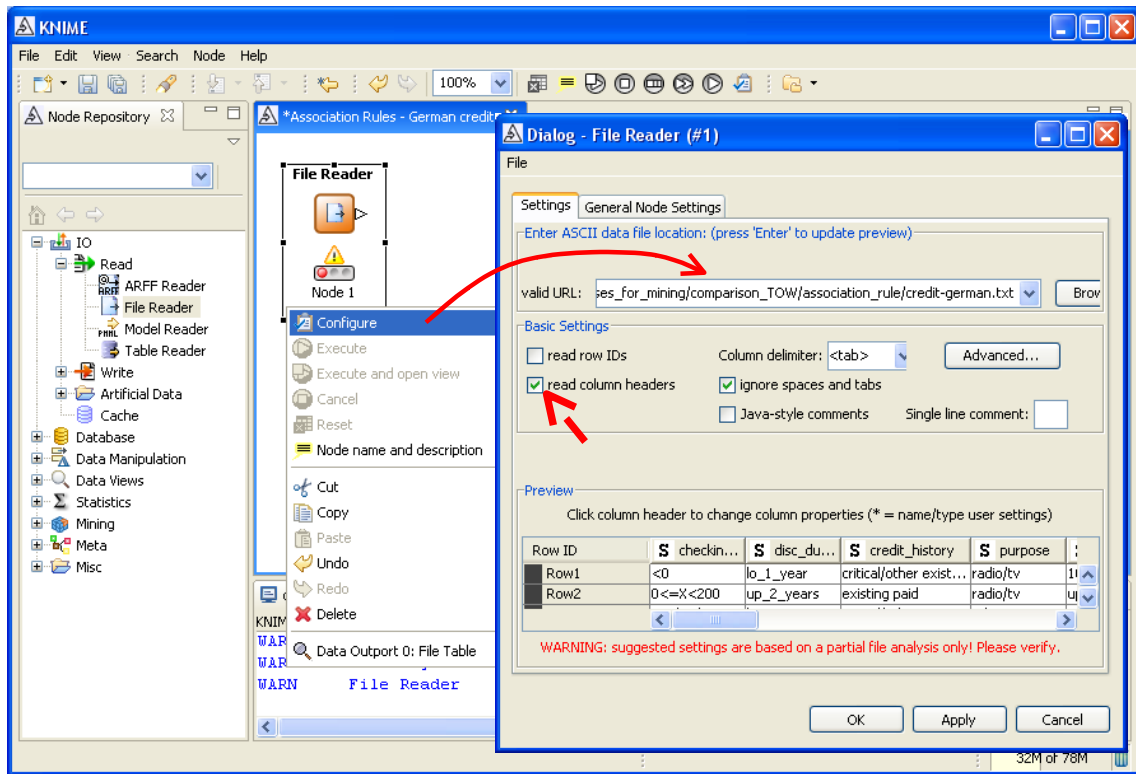 KNIME
File Edit View Search Node Help
100%
Node Repository
*Association Rules - German credit
IO
Read
ARFF Reader
File Reader
Model Reader
Table Reader
Write
Artificial Data
Cache
Database
Data Manipulation
Data Views
Statistics
Mining
Meta
Misc
File Reader
Node 1
Configure
Execute
Execute and open view
Cancel
Reset
Node name and description
Cut
Copy
Paste
Undo
Redo
Delete
Data Outport 0: File Table
KNIM
WAR
WAR
WARN File Reader
Dialog - File Reader (#1)
File
Settings General Node Settings
Enter ASCII data file location: (press 'Enter' to update preview)
valid URL: ses_for_mining/comparison_TOW/association_rule/credit-german.txt Brow
Basic Settings
read row IDs Column delimiter: <tab> Advanced...
read column headers ignore spaces and tabs
Java-style comments Single line comment:
Preview
Click column header to change column properties (* = name/type user settings)
Row ID S checkin... S disc_du... S credit_history S purpose
Row1 <0 lo_1_year critical/other exist... radio/tv
Row2 0<=X<200 up_2_years existing paid radio/tv
WARNING: suggested settings are based on a partial file analysis only! Please verify.
OK Apply Cancel
32M of 78M